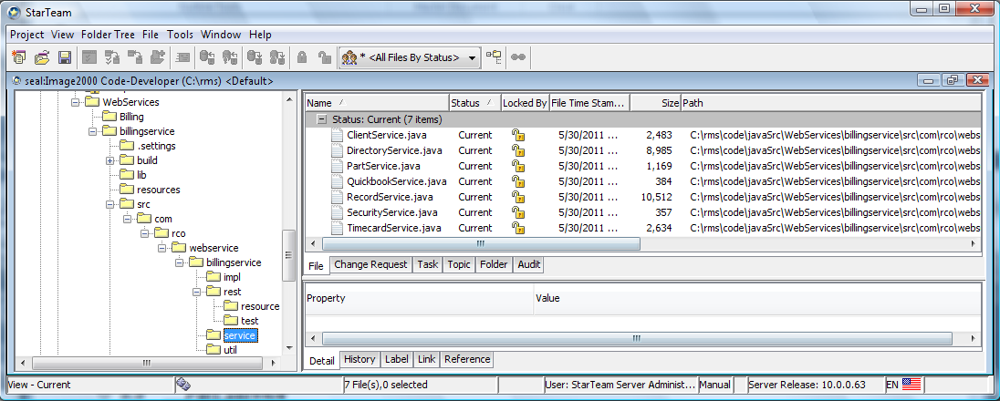 StarTeam
Project View Folder Tree File Tools Window Help
* <All Files By Status>
seal:Image2000 Code-Developer (C:\rms) <Default>
WebServices
Billing
billingservice
.settings
build
lib
resources
src
com
rco
webservice
billingservice
impl
rest
resource
test
service
util
Name Status Locked By File Time Stam... Size Path
Status: Current (7 items)
ClientService.java Current 5/30/2011 ... 2,483 C:\rms\code\javaSrc\WebServices\billingservice\src\com\rco\webs
DirectoryService.java Current 5/30/2011 ... 8,985 C:\rms\code\javaSrc\WebServices\billingservice\src\com\rco\webs
PartService.java Current 5/30/2011 ... 1,169 C:\rms\code\javaSrc\WebServices\billingservice\src\com\rco\webs
QuickbookService.java Current 5/30/2011 ... 384 C:\rms\code\javaSrc\WebServices\billingservice\src\com\rco\webs
RecordService.java Current 5/30/2011 ... 10,512 C:\rms\code\javaSrc\WebServices\billingservice\src\com\rco\webs
SecurityService.java Current 5/30/2011 ... 357 C:\rms\code\javaSrc\WebServices\billingservice\src\com\rco\webs
TimecardService.java Current 5/30/2011 ... 2,634 C:\rms\code\javaSrc\WebServices\billingservice\src\com\rco\webs
File Change Request Task Topic Folder Audit
Property Value
Detail History Label Link Reference
View - Current 7 File(s),0 selected User: StarTeam Server Administ... Manual Server Release: 10.0.0.63 EN